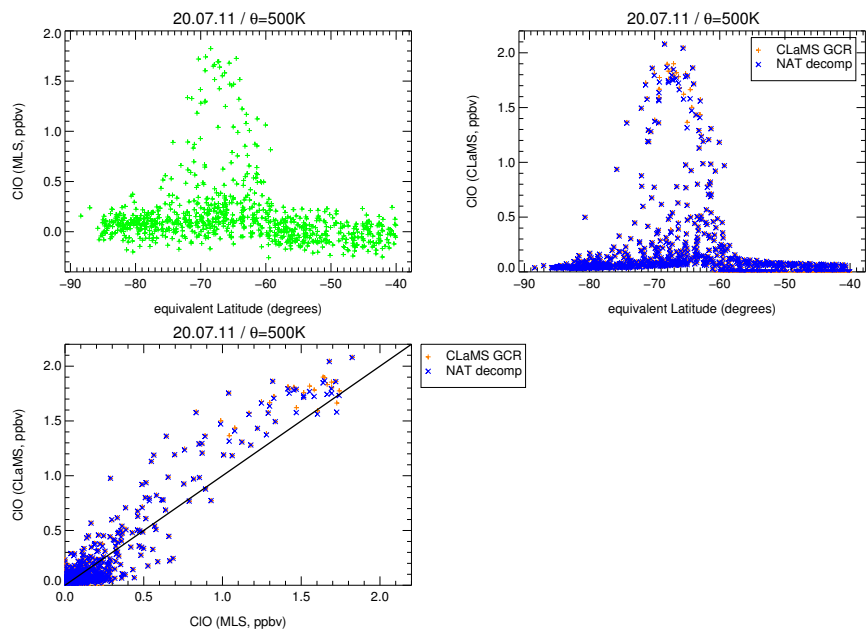 20.07.11 / θ=500K
2.0
1.5
1.0
0.5
0.0
ClO (MLS, ppbv)
−90 −80 −70 −60 −50 −40
equivalent Latitude (degrees)
20.07.11 / θ=500K
CLaMS GCR
NAT decomp
2.0
1.5
1.0
0.5
0.0
ClO (CLaMS, ppbv)
−90 −80 −70 −60 −50 −40
equivalent Latitude (degrees)
20.07.11 / θ=500K
CLaMS GCR
NAT decomp
2.0
1.5
1.0
0.5
0.0
ClO (CLaMS, ppbv)
0.0 0.5 1.0 1.5 2.0
ClO (MLS, ppbv)